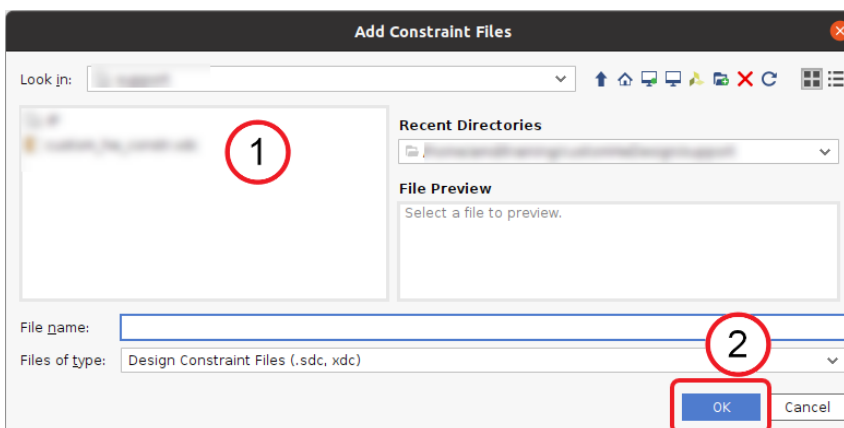 Add Constraint Files
Look in:
1
Recent Directories
File Preview
Select a file to preview.
File name:
2
Files of type: Design Constraint Files (.sdc, xdc)
OK Cancel